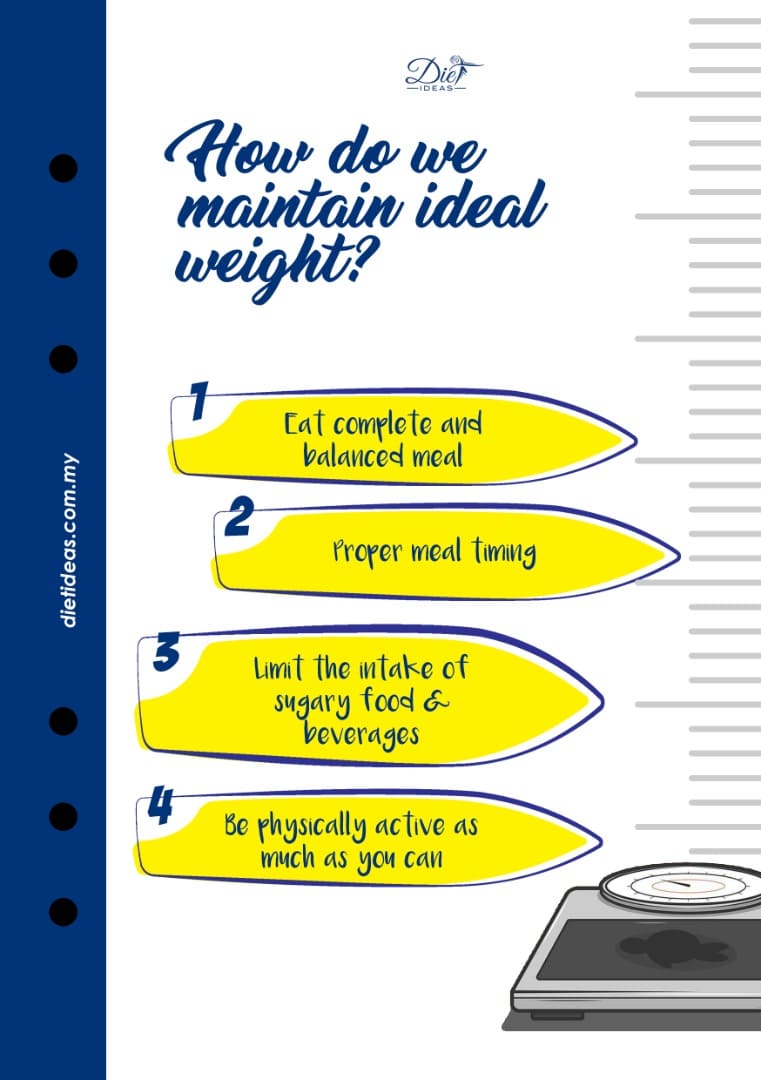 Diet
IDEAS
How do we
maintain ideal
weight?
1
Eat complete and
balanced meal
2
Proper meal timing
3
Limit the intake of
sugary food &
beverages
4
Be physically active as
much as you can
dietideas.com.my